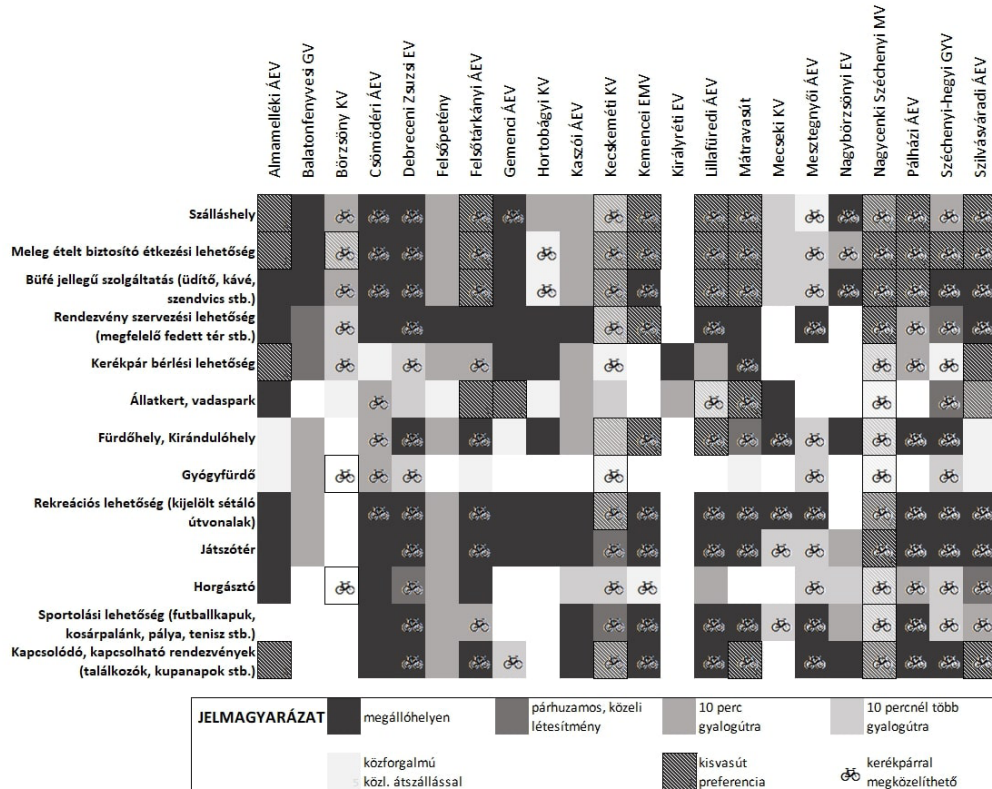 Almamelléki ÁEV
Balatonfenyvesi GV
Börzsöny KV
Csömödéri ÁEV
Debreceni Zsuzsi EV
Felsőpetény
Felsőtárkányi ÁEV
Gemenci ÁEV
Hortobágyi KV
Kaszói ÁEV
Kecskeméti KV
Kemencei EMV
Királyréti EV
Lillafüredi ÁEV
Mátravasút
Mecseki KV
Mesztegnyői ÁEV
Nagybörzsönyi EV
Nagycenki Széchenyi MV
Pálházi ÁEV
Széchenyi-hegyi GYV
Szilvásváradi ÁEV
Szálláshely
Meleg ételt biztosító étkezési lehetőség
Büfé jellegű szolgáltatás (üdítő, kávé,
szendvics stb.)
Rendezvény szervezési lehetőség
(megfelelő fedett tér stb.)
Kerékpár bérlési lehetőség
Állatkert, vadaspark
Fürdőhely, Kirándulóhely
Gyógyfürdő
Rekreációs lehetőség (kijelölt sétáló
útvonalak)
Játszótér
Horgásztó
Sportolási lehetőség (futballkapuk,
kosárpalánk, pálya, tenisz stb.)
Kapcsolódó, kapcsolható rendezvények
(találkozók, kupanapok stb.)
JELMAGYARÁZAT
megállóhelyen
párhuzamos, közeli
létesítmény
10 perc
gyalogútra
10 percnél több
gyalogútra
közforgalmú
közl. átszállással
kisvasút
preferencia
kerékpárral
megközelíthető